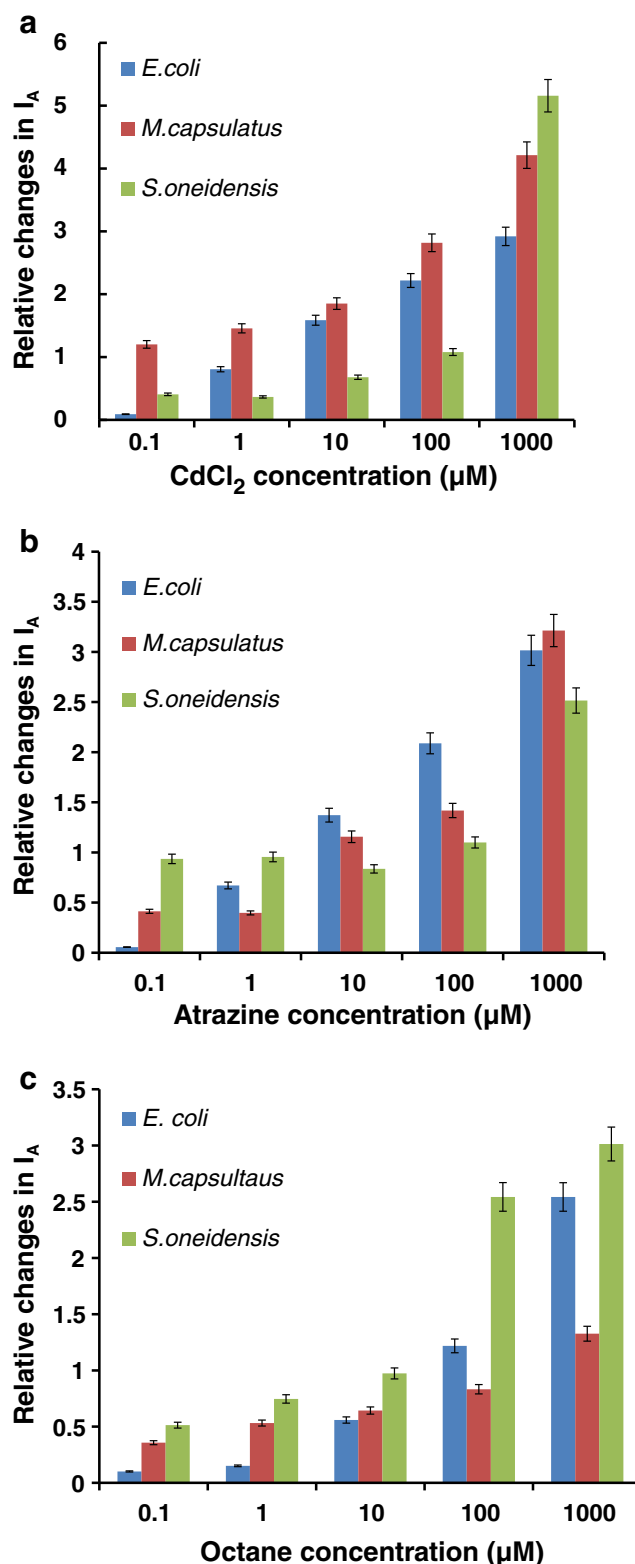 a
6
5
4
3
2
1
0
Relative changes in I_A
E.coli
M.capsulatus
S.oneidensis
0.1 1 10 100 1000
CdCl₂ concentration (µM)
b
4
3.5
3
2.5
2
1.5
1
0.5
0
Relative changes in I_A
E.coli
M.capsulatus
S.oneidensis
0.1 1 10 100 1000
Atrazine concentration (µM)
c
3.5
3
2.5
2
1.5
1
0.5
0
Relative changes in I_A
E. coli
M.capsultaus
S.oneidensis
0.1 1 10 100 1000
Octane concentration (µM)